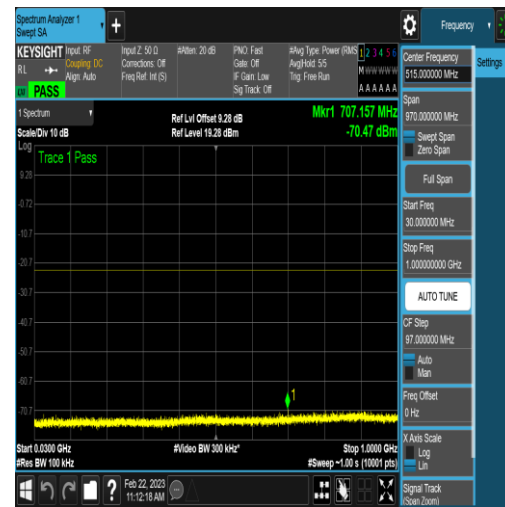 Spectrum Analyzer 1
Swept SA
+
Frequency
KEYSIGHT
RL
PASS
Input: RF
Coupling: DC
Align: Auto
Input Z: 50 Ω
Corrections: Off
Freq Ref: Int (S)
#Atten: 20 dB
PNO: Fast
Gate: Off
IF Gain: Low
Sig Track: Off
#Avg Type: Power (RMS
Avg|Hold: 5/5
Trig: Free Run
1 2 3 4 5 6
M W W W W W
A A A A A A
1 Spectrum
Scale/Div 10 dB
Ref Lvl Offset 9.28 dB
Ref Level 19.28 dBm
Mkr1 707.157 MHz
-70.47 dBm
Log
Trace 1 Pass
9.28
-0.72
-10.7
-20.7
-30.7
-40.7
-50.7
-60.7
-70.7
1
Start 0.0300 GHz
#Res BW 100 kHz
#Video BW 300 kHz*
Stop 1.0000 GHz
#Sweep ~1.00 s (10001 pts)
Feb 22, 2023
11:12:18 AM
?
Center Frequency
515.000000 MHz
Settings
Span
970.000000 MHz
Swept Span
Zero Span
Full Span
Start Freq
30.000000 MHz
Stop Freq
1.000000000 GHz
AUTO TUNE
CF Step
97.000000 MHz
Auto
Man
Freq Offset
0 Hz
X Axis Scale
Log
Lin
Signal Track
(Span Zoom)